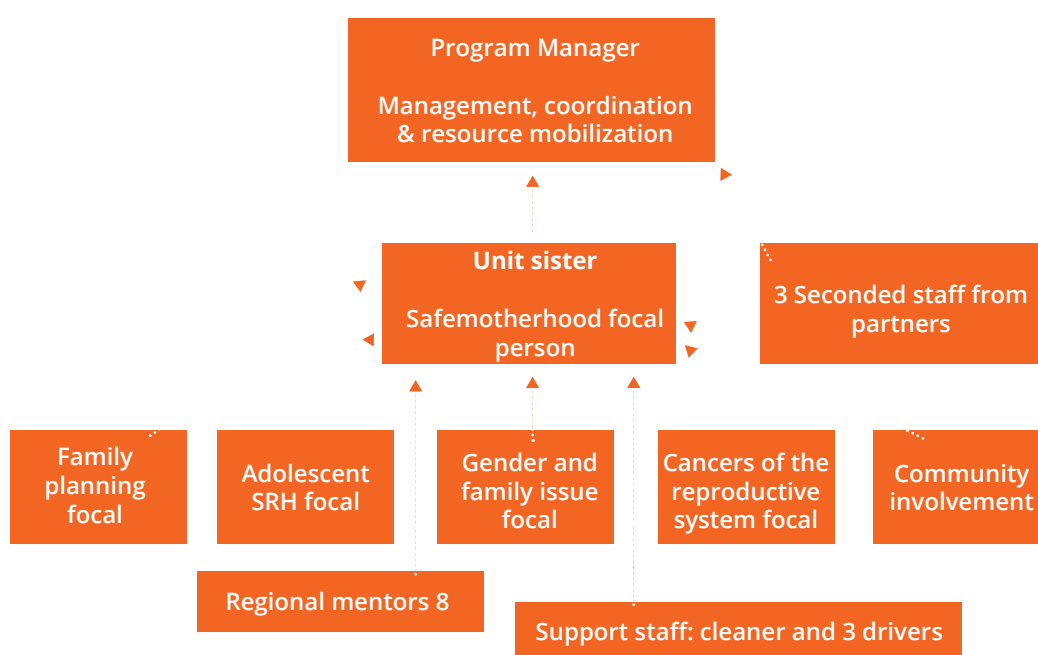 Program Manager
Management, coordination
& resource mobilization
Unit sister
Safemotherhood focal
person
3 Seconded staff from
partners
Family
planning
focal
Adolescent
SRH focal
Gender and
family issue
focal
Cancers of the
reproductive
system focal
Community
involvement
Regional mentors 8
Support staff: cleaner and 3 drivers